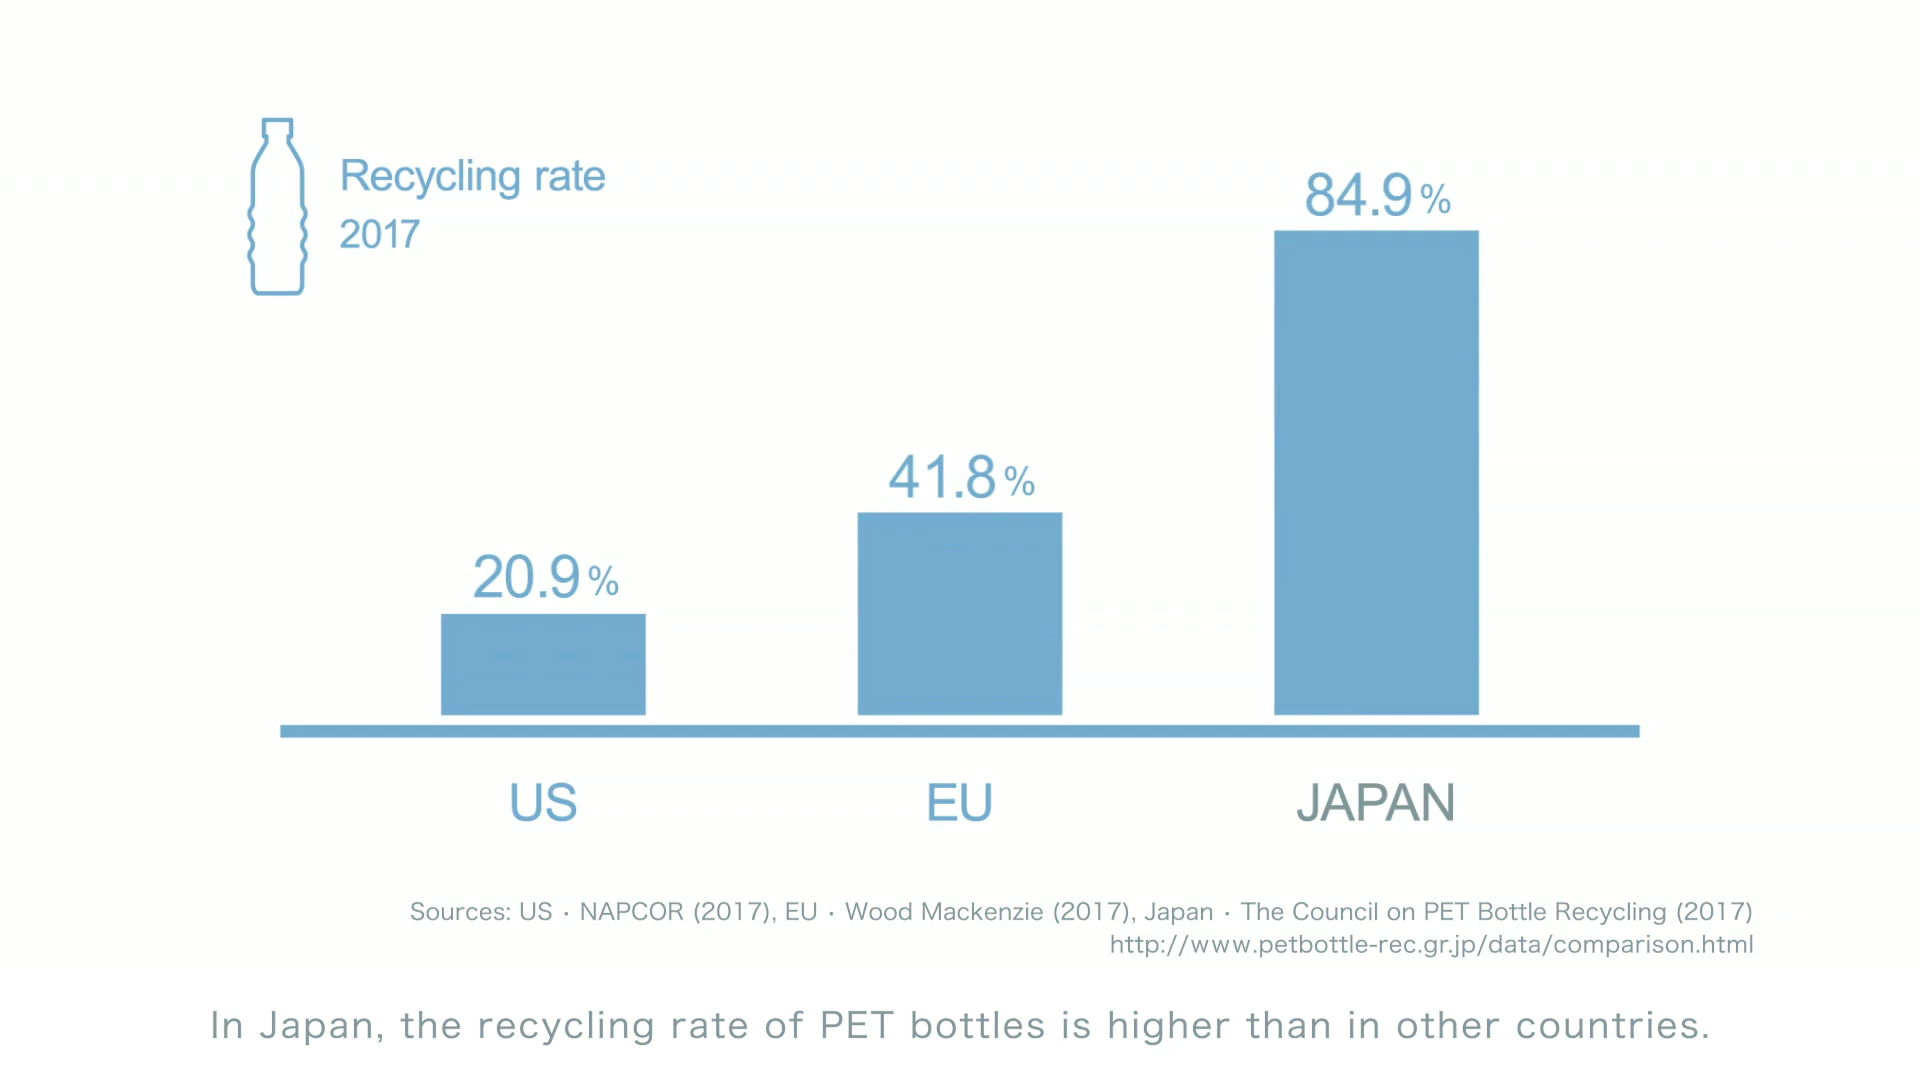 Recycling rate
2017
84.9%
41.8%
20.9%
US EU JAPAN
Sources: US・NAPCOR (2017), EU・Wood Mackenzie (2017), Japan・The Council on PET Bottle Recycling (2017)
http://www.petbottle-rec.gr.jp/data/comparison.html
In Japan, the recycling rate of PET bottles is higher than in other countries.